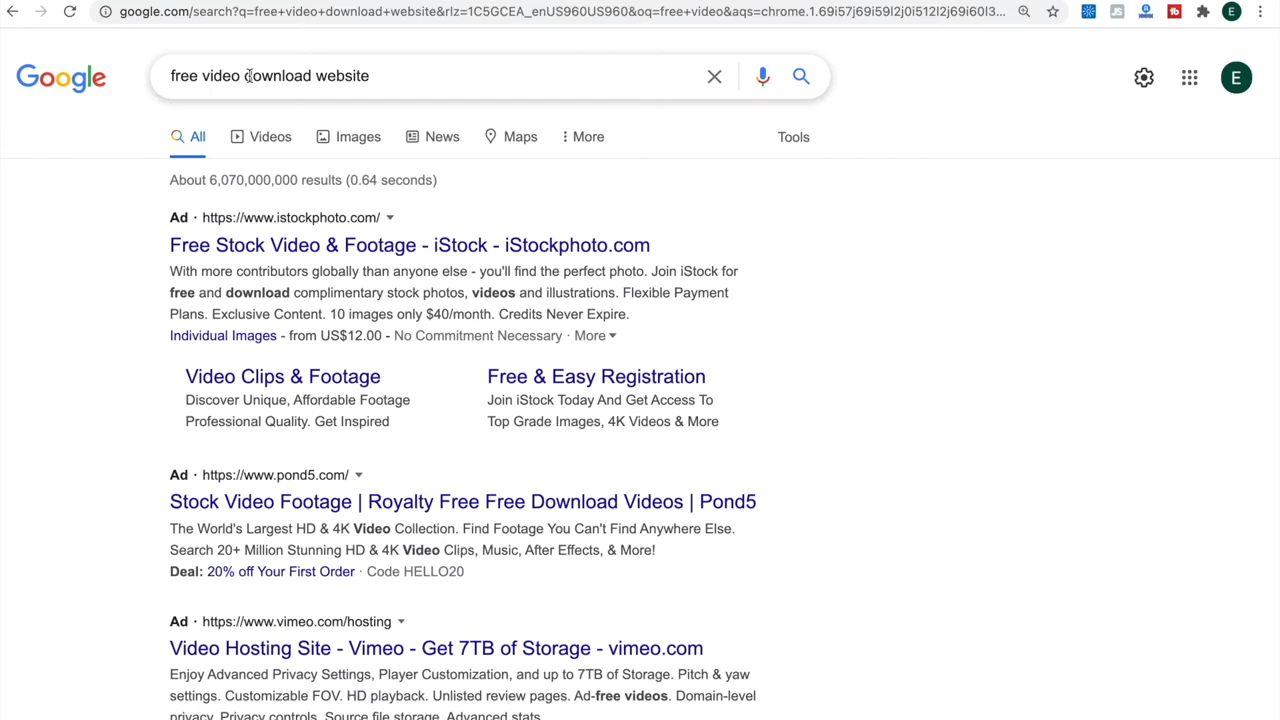 google.com/search?q=free+video+download+website&rlz=1C5GCEA_enUS960US960&oq=free+video&aqs=chrome.1.69i57j69i59l2j0i512l2j69i60l3...
E
Google
free video download website
E
All
Videos
Images
News
Maps
More
Tools
About 6,070,000,000 results (0.64 seconds)
Ad · https://www.istockphoto.com/
Free Stock Video & Footage - iStock - iStockphoto.com
With more contributors globally than anyone else - you'll find the perfect photo. Join iStock for
free and download complimentary stock photos, videos and illustrations. Flexible Payment
Plans. Exclusive Content. 10 images only $40/month. Credits Never Expire.
Individual Images - from US$12.00 - No Commitment Necessary · More
Video Clips & Footage
Discover Unique, Affordable Footage
Professional Quality. Get Inspired
Free & Easy Registration
Join iStock Today And Get Access To
Top Grade Images, 4K Videos & More
Ad · https://www.pond5.com/
Stock Video Footage | Royalty Free Free Download Videos | Pond5
The World's Largest HD & 4K Video Collection. Find Footage You Can't Find Anywhere Else.
Search 20+ Million Stunning HD & 4K Video Clips, Music, After Effects, & More!
Deal: 20% off Your First Order · Code HELLO20
Ad · https://www.vimeo.com/hosting
Video Hosting Site - Vimeo - Get 7TB of Storage - vimeo.com
Enjoy Advanced Privacy Settings, Player Customization, and up to 7TB of Storage. Pitch & yaw
settings. Customizable FOV. HD playback. Unlisted review pages. Ad-free videos. Domain-level
privacy. Privacy controls. Source file storage. Advanced stats.